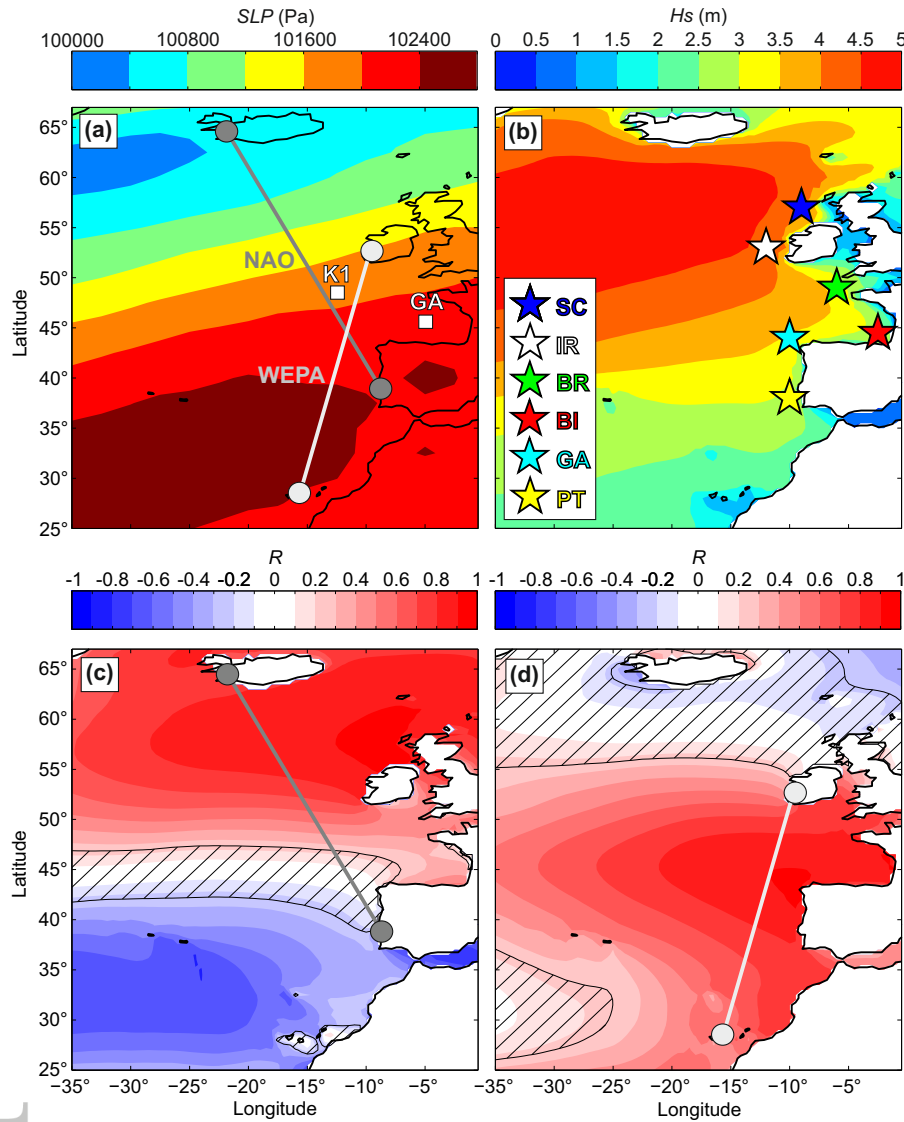 SLP (Pa)
100000 100800 101600 102400
Hs (m)
0 0.5 1 1.5 2 2.5 3 3.5 4 4.5 5
Latitude
65°
60°
55°
50°
45°
40°
35°
30°
25°
(a)
NAO
K1
GA
WEPA
(b)
SC
IR
BR
BI
GA
PT
R
-1 -0.8 -0.6 -0.4 -0.2 0 0.2 0.4 0.6 0.8 1
R
-1 -0.8 -0.6 -0.4 -0.2 0 0.2 0.4 0.6 0.8 1
Latitude
65°
60°
55°
50°
45°
40°
35°
30°
25°
(c)
(d)
−35 −30° −25° −20° −15° −10° −5°
Longitude
−35 −30° −25° −20° −15° −10° −5°
Longitude